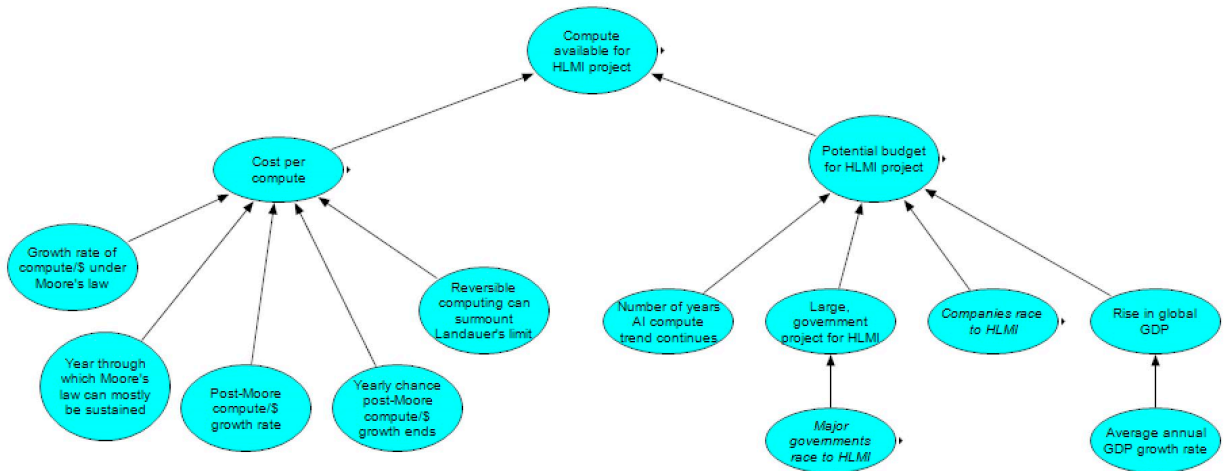 Compute
available for
HLMI project
Cost per
compute
Potential budget
for HLMI project
Growth rate of
compute/$ under
Moore's law
Reversible
computing can
surmount
Landauer's limit
Number of years
AI compute
trend continues
Large,
government
project for HLMI
Companies race
to HLMI
Rise in global
GDP
Year through
which Moore's
law can mostly
be sustained
Post-Moore
compute/$
growth rate
Yearly chance
post-Moore
compute/$
growth ends
Major
governments
race to HLMI
Average annual
GDP growth rate